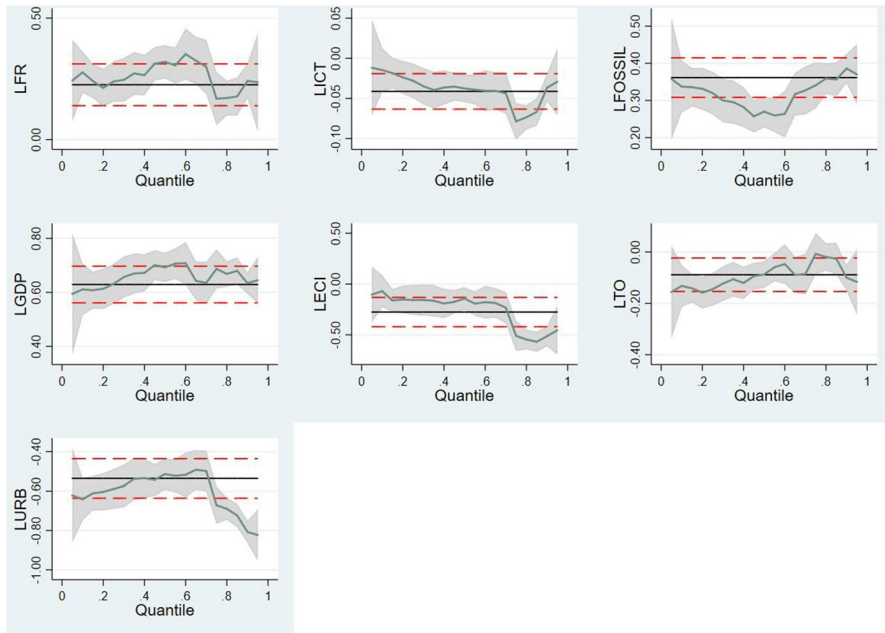 LFR
0.50
0.00
0 .2 .4 .6 .8 1
Quantile
LICT
0.05
0.00
-0.05
-0.10
0 .2 .4 .6 .8 1
Quantile
LFOSSIL
0.50
0.40
0.30
0.20
0 .2 .4 .6 .8 1
Quantile
LGDP
0.80
0.60
0.40
0 .2 .4 .6 .8 1
Quantile
LECI
0.50
0.00
-0.50
0 .2 .4 .6 .8 1
Quantile
LTO
0.00
-0.20
-0.40
0 .2 .4 .6 .8 1
Quantile
LURB
-0.40
-0.60
-0.80
-1.00
0 .2 .4 .6 .8 1
Quantile